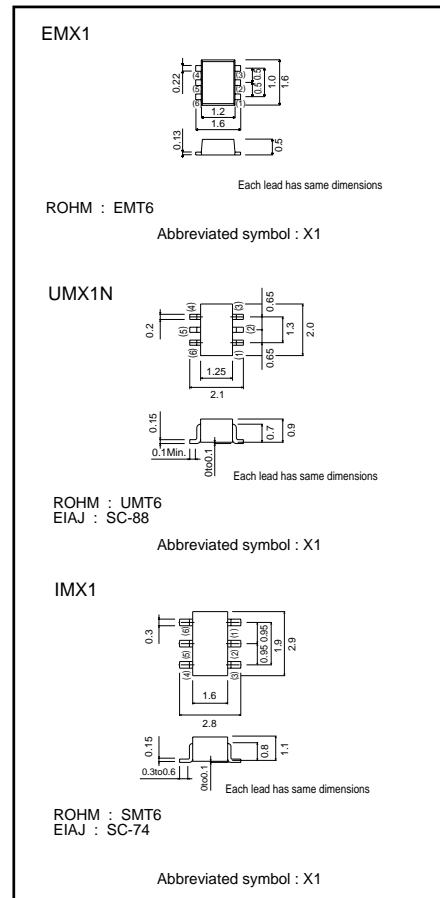 EMX1
0.22
(4)
(3)
(5)
(2)
(6)
(1)
0.5 0.5
1.0
1.6
1.2
1.6
0.13
0.5
Each lead has same dimensions
ROHM : EMT6
Abbreviated symbol : X1
UMX1N
(4)
(3)
0.65
0.2
(5)
(2)
1.3
2.0
(6)
(1)
0.65
1.25
2.1
0.15
0.7
0.9
0.1Min.
0to0.1
Each lead has same dimensions
ROHM : UMT6
EIAJ : SC-88
Abbreviated symbol : X1
IMX1
0.3
(6)
(1)
(5)
(2)
(4)
(3)
0.95 0.95
1.9
2.9
1.6
2.8
0.15
0.8
1.1
0.3to0.6
0to0.1
Each lead has same dimensions
ROHM : SMT6
EIAJ : SC-74
Abbreviated symbol : X1